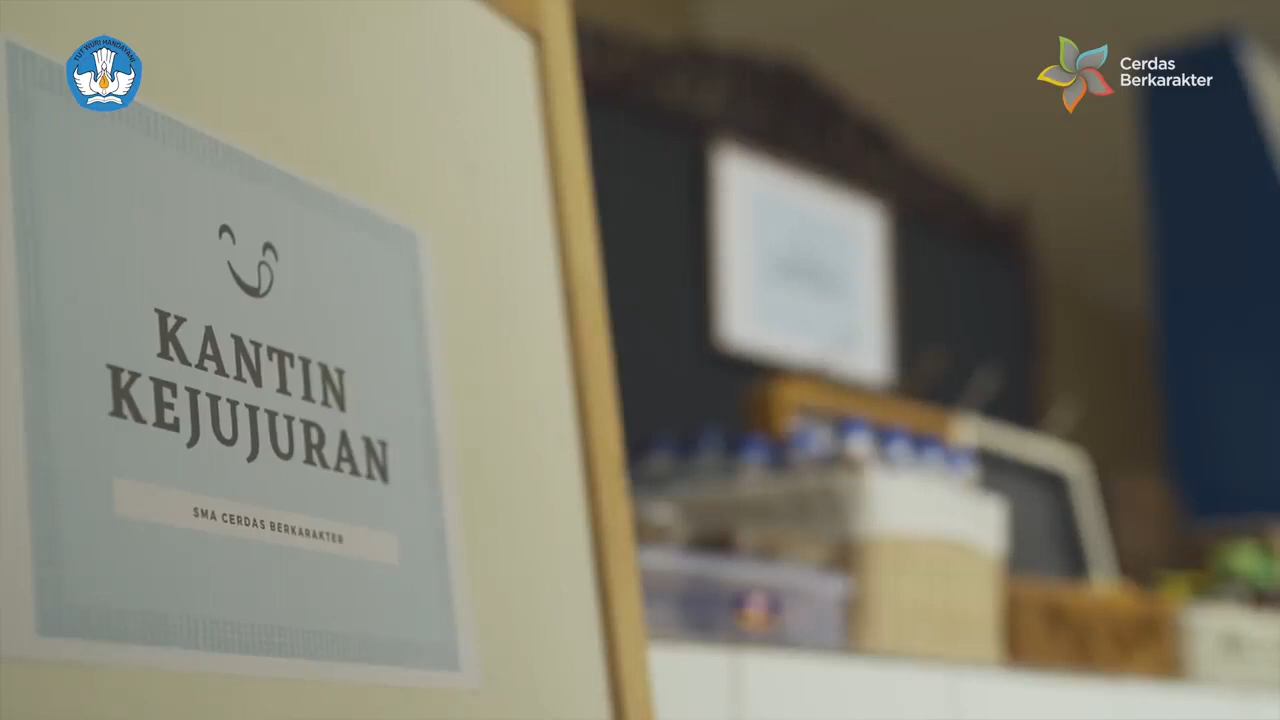 TUT WURI HANDAYANI
Cerdas
Berkarakter
KANTIN
KEJUJURAN
SMA CERDAS BERKARAKTER